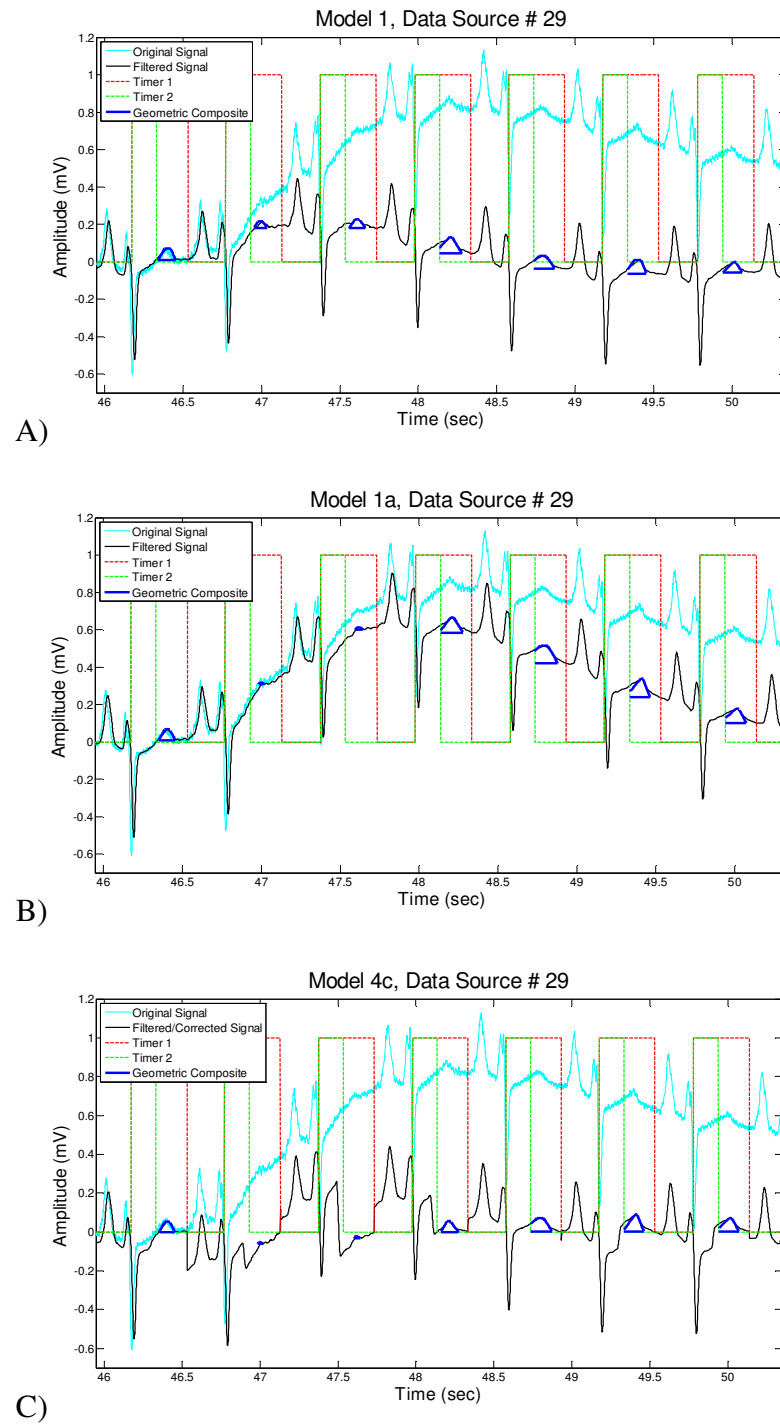 Model 1, Data Source # 29
Original Signal
Filtered Signal
Timer 1
Timer 2
Geometric Composite
Amplitude (mV)
1.2
1
0.8
0.6
0.4
0.2
0
-0.2
-0.4
-0.6
46 46.5 47 47.5 48 48.5 49 49.5 50
Time (sec)
A)
Model 1a, Data Source # 29
Original Signal
Filtered Signal
Timer 1
Timer 2
Geometric Composite
Amplitude (mV)
1.2
1
0.8
0.6
0.4
0.2
0
-0.2
-0.4
-0.6
46 46.5 47 47.5 48 48.5 49 49.5 50
Time (sec)
B)
Model 4c, Data Source # 29
Original Signal
Filtered/Corrected Signal
Timer 1
Timer 2
Geometric Composite
Amplitude (mV)
1.2
1
0.8
0.6
0.4
0.2
0
-0.2
-0.4
-0.6
46 46.5 47 47.5 48 48.5 49 49.5 50
Time (sec)
C)